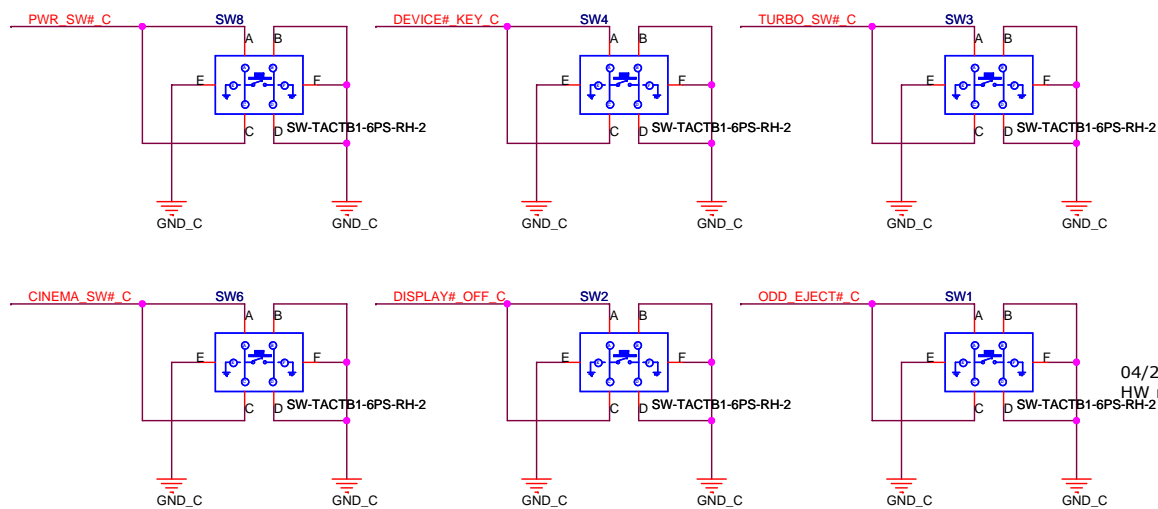 PWR_SW#_C SW8 DEVICE#_KEY_C SW4 TURBO_SW#_C SW3
A B A B A B
E F E F E F
C D SW-TACTB1-6PS-RH-2 C D SW-TACTB1-6PS-RH-2 C D SW-TACTB1-6PS-RH-2
GND_C GND_C GND_C GND_C GND_C GND_C
CINEMA_SW#_C SW6 DISPLAY#_OFF_C SW2 ODD_EJECT#_C SW1
A B A B A B
E F E F E F
04/2
C D SW-TACTB1-6PS-RH-2 C D SW-TACTB1-6PS-RH-2 C D SW-TACTB1-6PS-RH-2
HW
GND_C GND_C GND_C GND_C GND_C GND_C